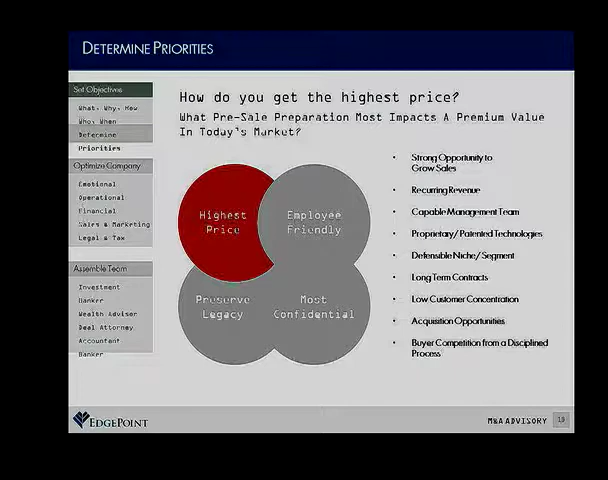 DETERMINE PRIORITIES
Set Objectives
What, Why, How
Who, When
Determine
Priorities
Optimize Company
Emotional
Operational
Financial
Sales & Marketing
Legal & Tax
Assemble Team
Investment
Banker
Wealth Advisor
Deal Attorney
Accountant
Banker
How do you get the highest price?
What Pre-Sale Preparation Most Impacts A Premium Value
In Today's Market?
Highest
Price
Employee
Friendly
Preserve
Legacy
Most
Confidential
• Strong Opportunity to
Grow Sales
• Recurring Revenue
• Capable Management Team
• Proprietary/Patented Technologies
• Defensible Niche/Segment
• Long Term Contracts
• Low Customer Concentration
• Acquisition Opportunities
• Buyer Competition from a Disciplined
Process
EDGEPOINT
M&A ADVISORY
19